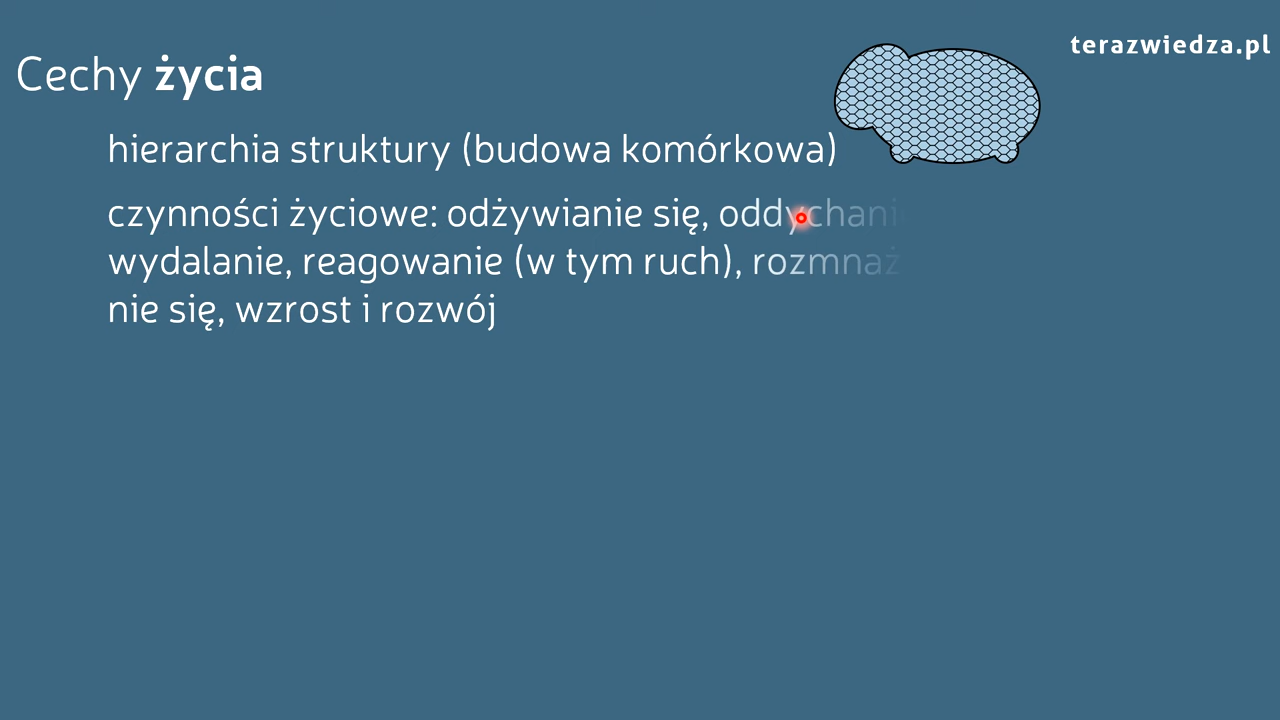 terazwiedza.pl
Cechy życia
hierarchia struktury (budowa komórkowa)
czynności życiowe: odżywianie się, oddychani
wydalanie, reagowanie (w tym ruch), rozmnaż
nie się, wzrost i rozwój